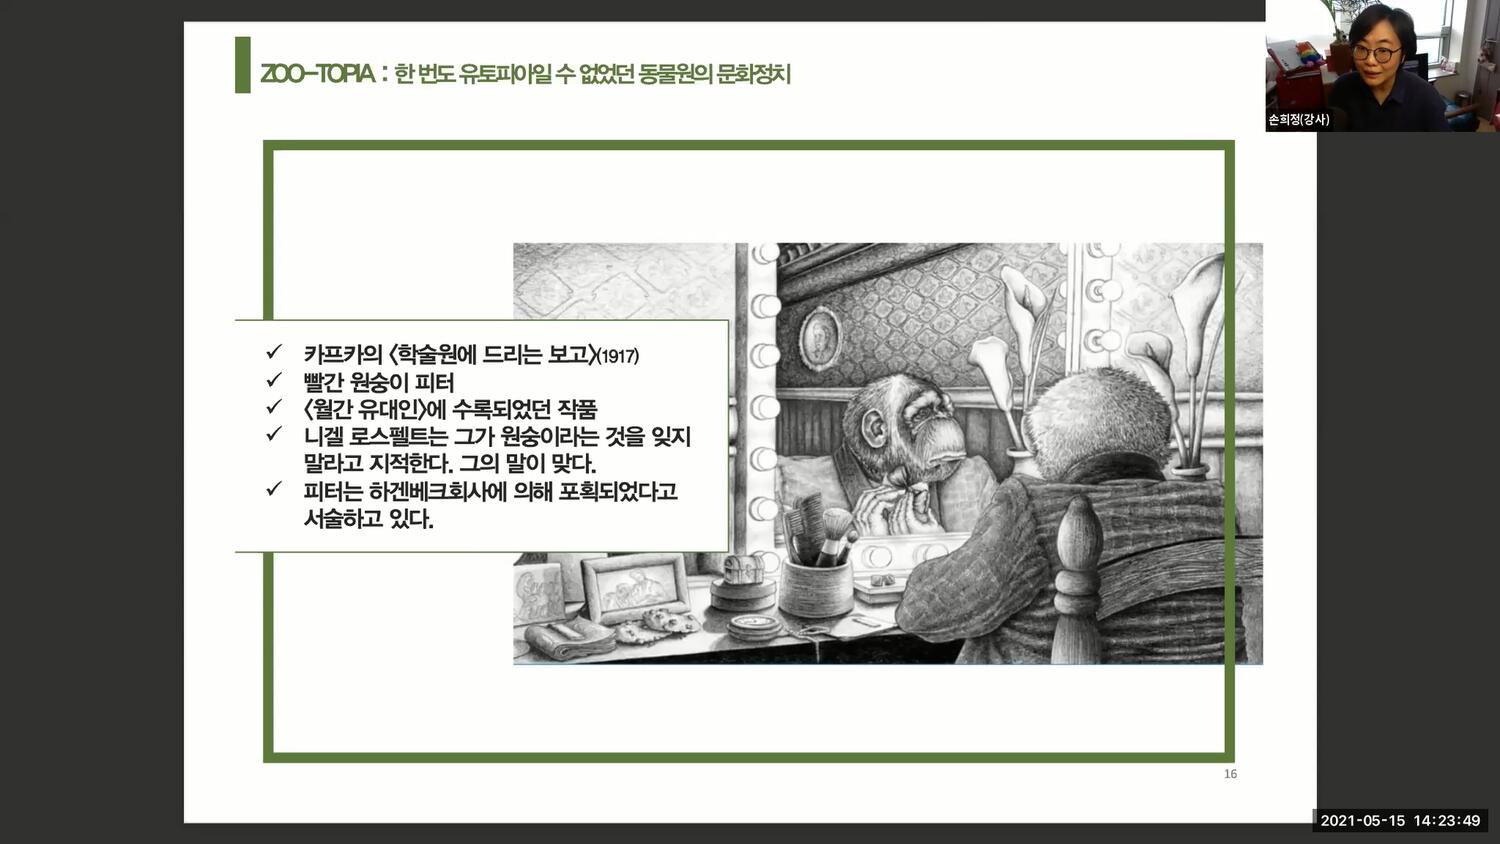 ZOO-TOPIA : 한 번도 유토피아일 수 없었던 동물원의 문화정치
손희정(강사)
✓ 카프카의 〈학술원에 드리는 보고〉(1917)
✓ 빨간 원숭이 피터
✓ 〈월간 유대인〉에 수록되었던 작품
✓ 니겔 로스펠트는 그가 원숭이라는 것을 잊지
말라고 지적한다. 그의 말이 맞다.
✓ 피터는 하겐베크회사에 의해 포획되었다고
서술하고 있다.
16
2021-05-15 14:23:49